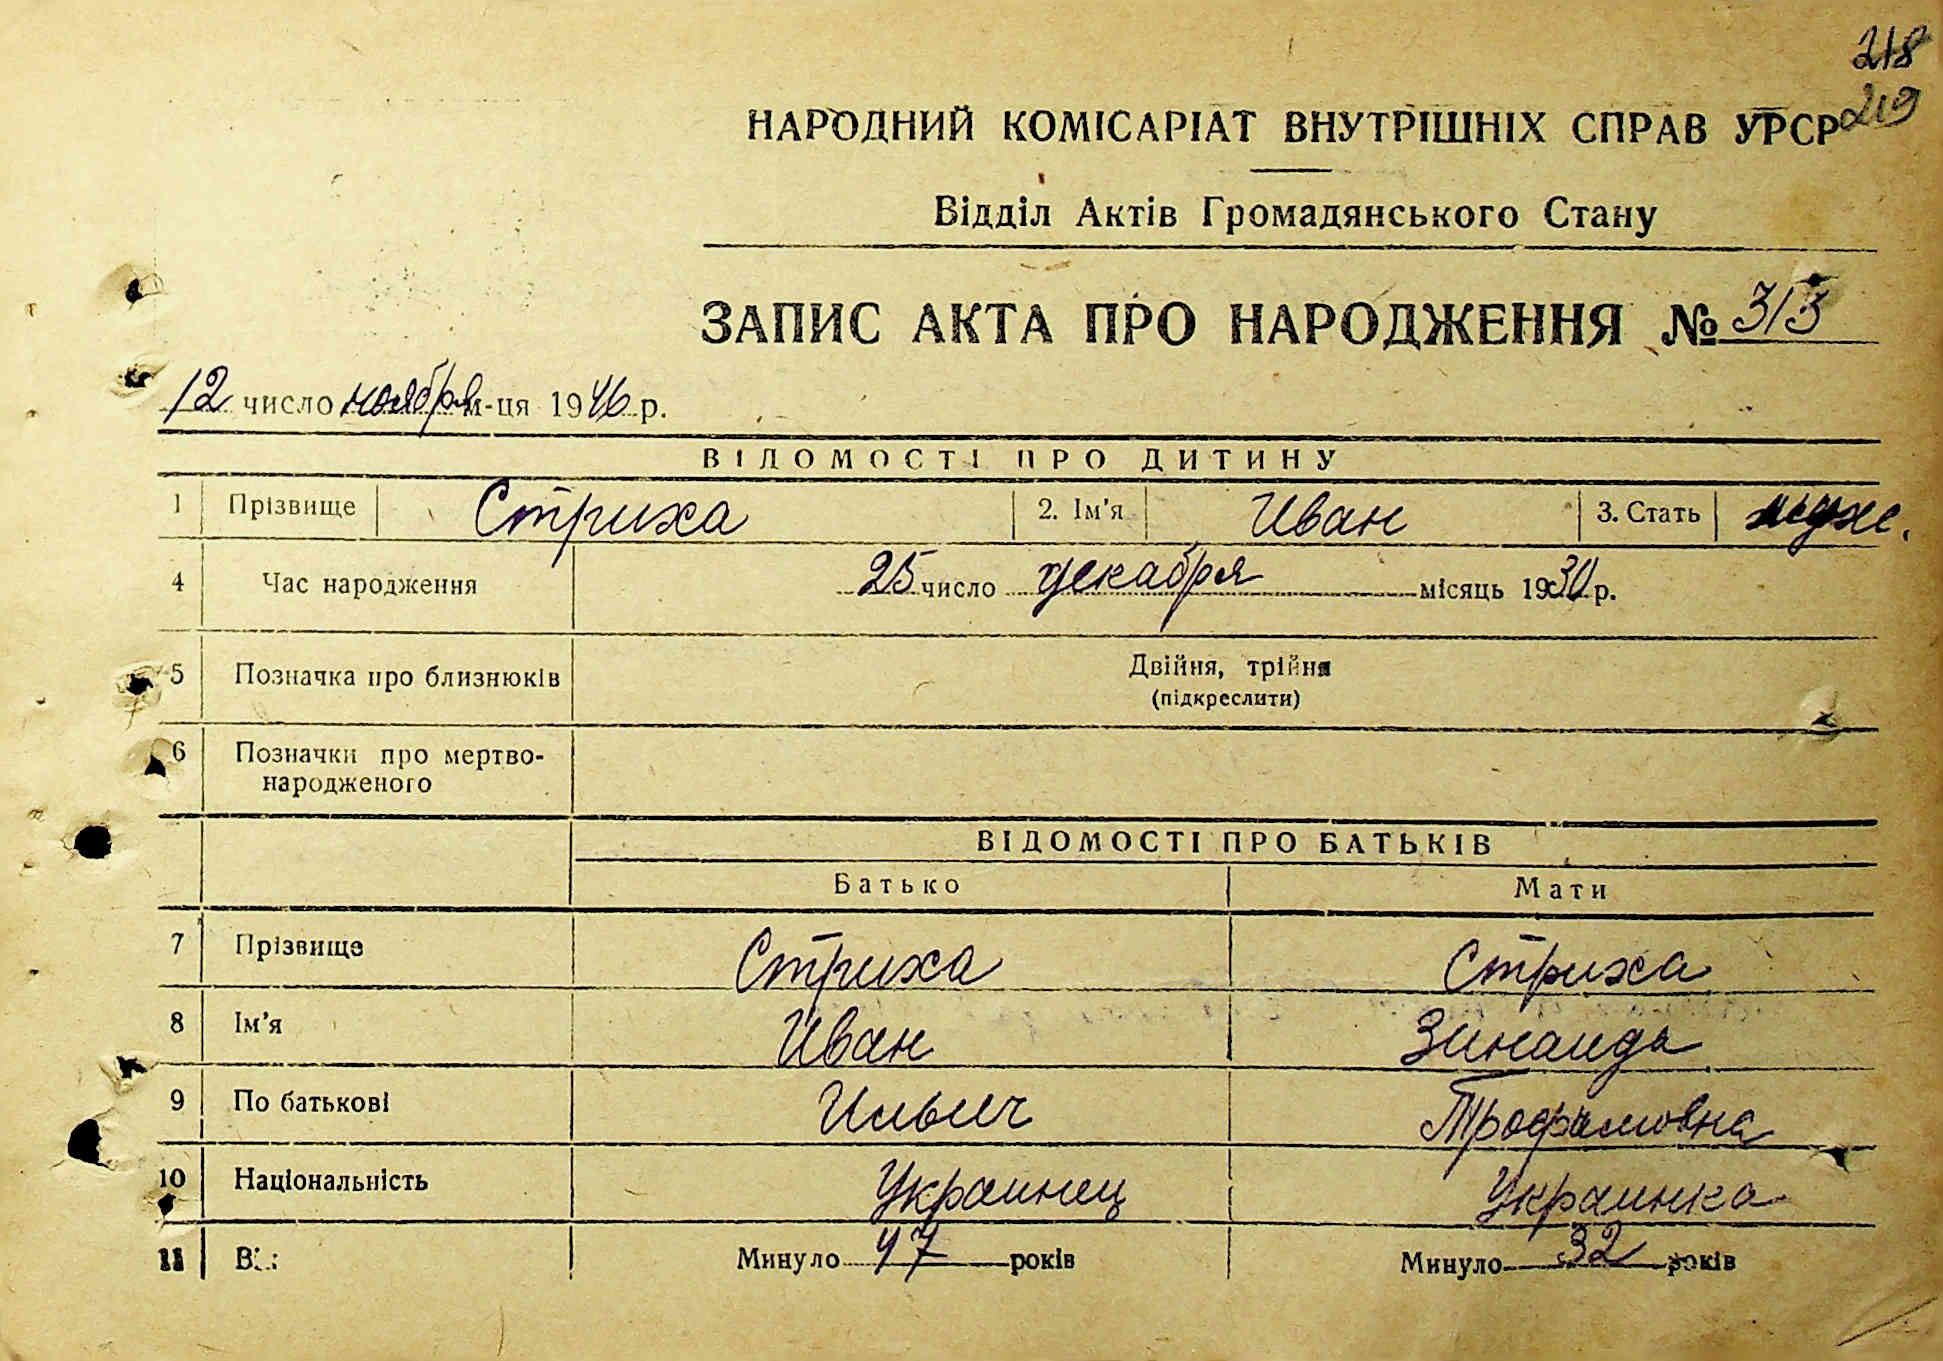 218
219
НАРОДНИЙ КОМІСАРІАТ ВНУТРІШНІХ СПРАВ УРСР
Відділ Актів Громадянського Стану
ЗАПИС АКТА ПРО НАРОДЖЕННЯ № 313
12 число ноября м-ця 1946 р.
ВІДОМОСТІ ПРО ДИТИНУ
1 Прізвище Стриха 2. Ім'я Иван 3. Стать муж.
4 Час народження 25 число декабря місяць 1930 р.
5 Позначка про близнюків Двійня, трійня
(підкреслити)
6 Позначки про мертво-
народженого
ВІДОМОСТІ ПРО БАТЬКІВ
Батько Мати
7 Прізвище Стриха Стриха
8 Ім'я Иван Зинаида
9 По батькові Ильич Трофимовна
10 Національність Украинец Украинка
11 Вік Минуло 47 років Минуло 32 років